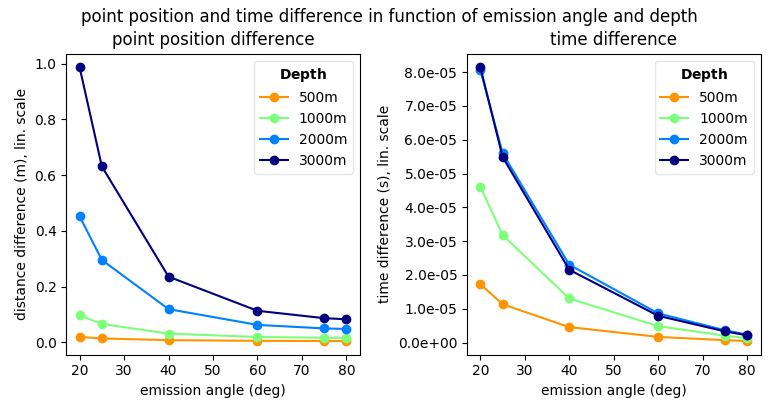 point position and time difference in function of emission angle and depth
point position difference
time difference
distance difference (m), lin. scale
1.0
0.8
0.6
0.4
0.2
0.0
Depth
500m
1000m
2000m
3000m
20 30 40 50 60 70 80
emission angle (deg)
time difference (s), lin. scale
8.0e-05
7.0e-05
6.0e-05
5.0e-05
4.0e-05
3.0e-05
2.0e-05
1.0e-05
0.0e+00
Depth
500m
1000m
2000m
3000m
20 30 40 50 60 70 80
emission angle (deg)